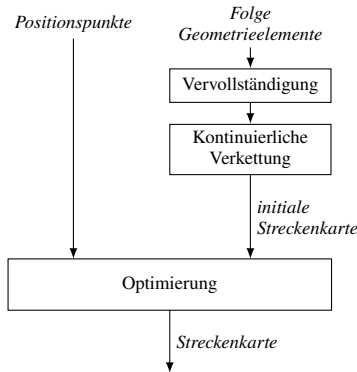 Positionspunkte
Folge
Geometrieelemente
Vervollständigung
Kontinuierliche
Verkettung
initiale
Streckenkarte
Optimierung
Streckenkarte